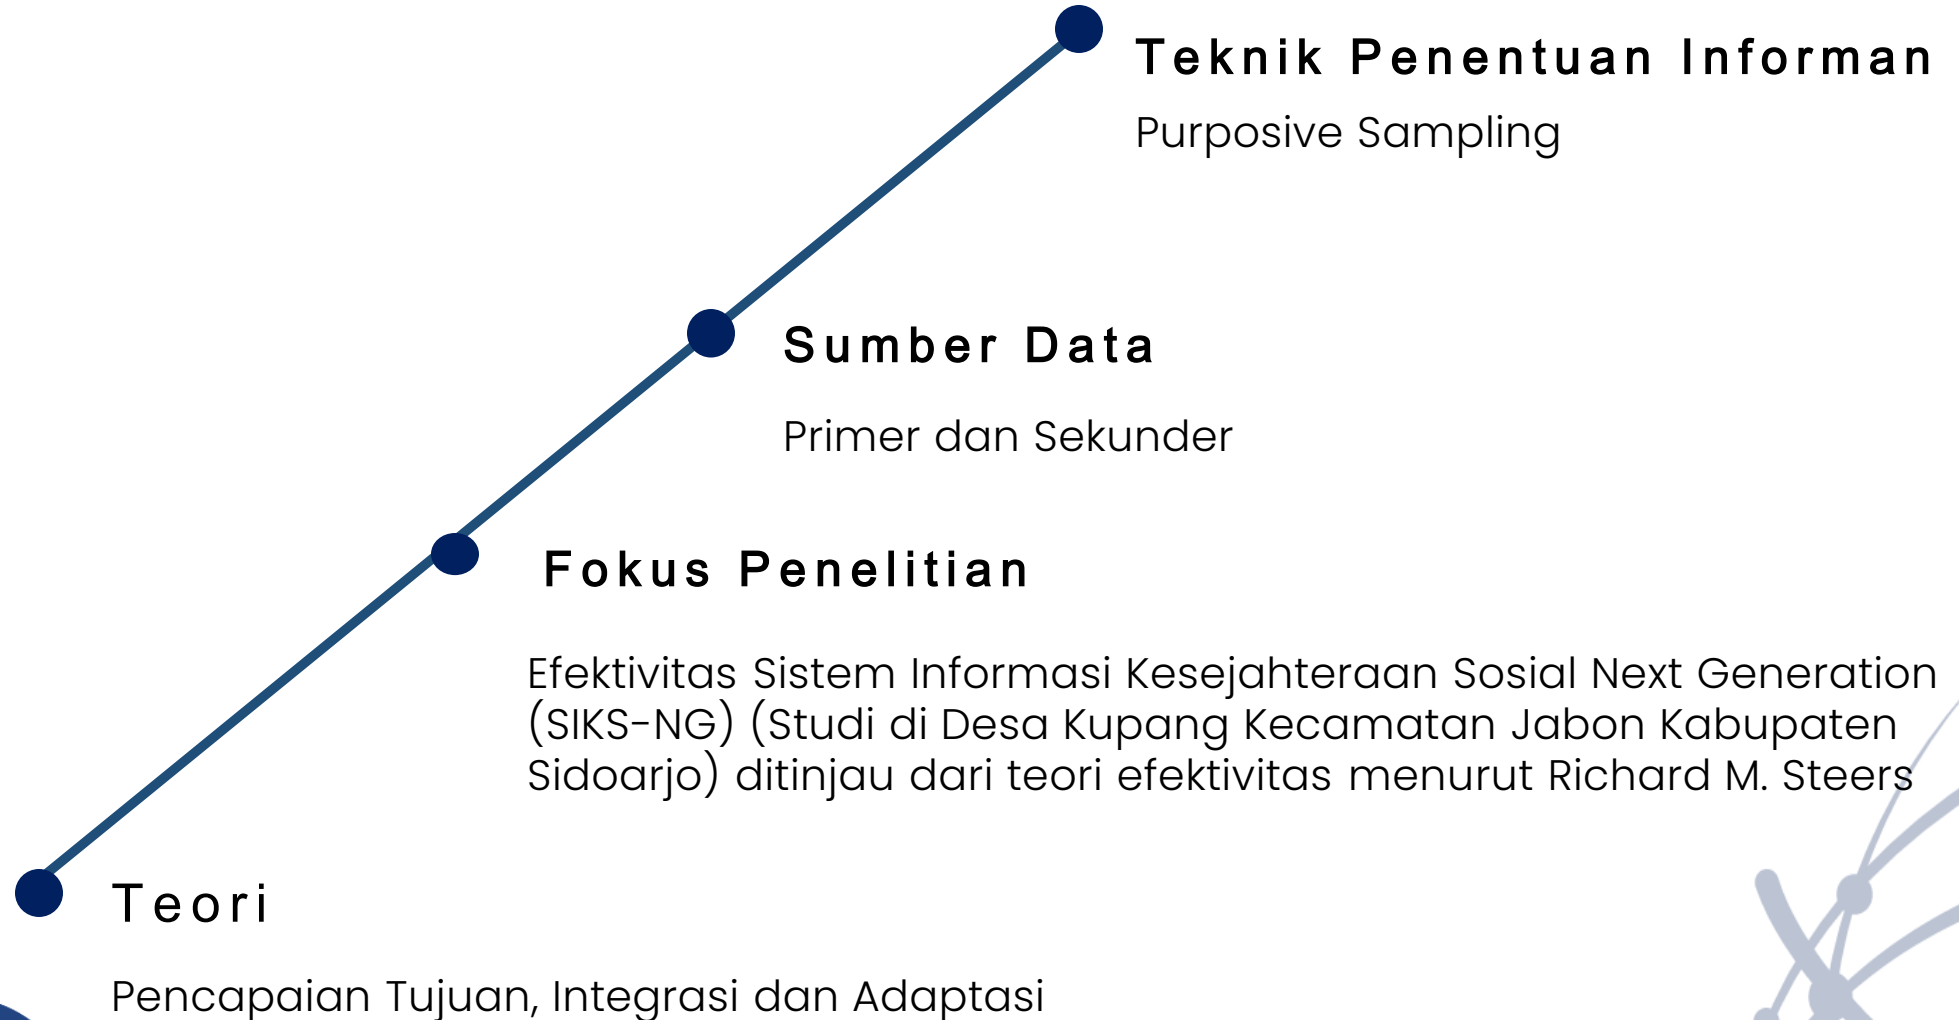 Teknik Penentuan Informan
Purposive Sampling
Sumber Data
Primer dan Sekunder
Fokus Penelitian
Efektivitas Sistem Informasi Kesejahteraan Sosial Next Generation
(SIKS-NG) (Studi di Desa Kupang Kecamatan Jabon Kabupaten
Sidoarjo) ditinjau dari teori efektivitas menurut Richard M. Steers
Teori
Pencapaian Tujuan, Integrasi dan Adaptasi